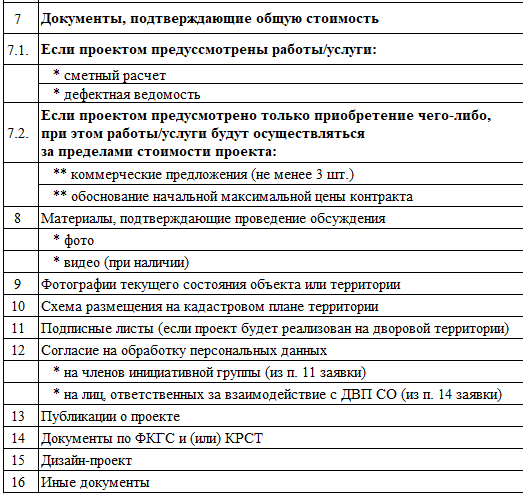 7 Документы, подтверждающие общую стоимость
7.1. Если проектом предуссмотрены работы/услуги:
* сметный расчет
* дефектная ведомость
7.2. Если проектом предусмотрено только приобретение чего-либо,
при этом работы/услуги будут осуществляться
за пределами стоимости проекта:
** коммерческие предложения (не менее 3 шт.)
** обоснование начальной максимальной цены контракта
8 Материалы, подтверждающие проведение обсуждения
* фото
* видео (при наличии)
9 Фотографии текущего состояния объекта или территории
10 Схема размещения на кадастровом плане территории
11 Подписные листы (если проект будет реализован на дворовой территории)
12 Согласие на обработку персональных данных
* на членов инициативной группы (из п. 11 заявки)
* на лиц, ответственных за взаимодействие с ДВП СО (из п. 14 заявки)
13 Публикации о проекте
14 Документы по ФКГС и (или) КРСТ
15 Дизайн-проект
16 Иные документы